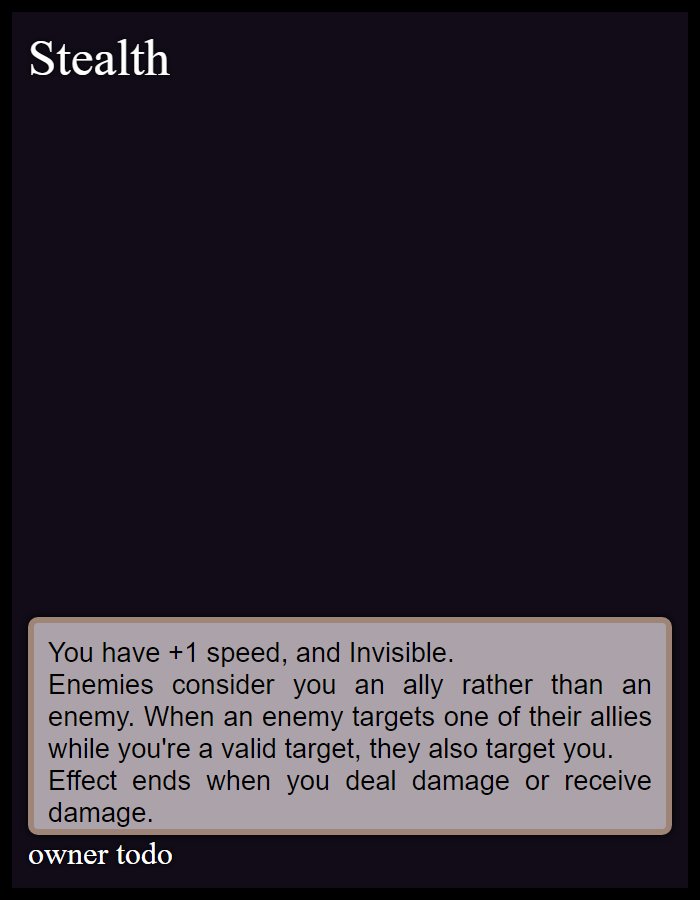 Stealth
You have +1 speed, and Invisible.
Enemies consider you an ally rather than an
enemy. When an enemy targets one of their allies
while you're a valid target, they also target you.
Effect ends when you deal damage or receive
damage.
owner todo